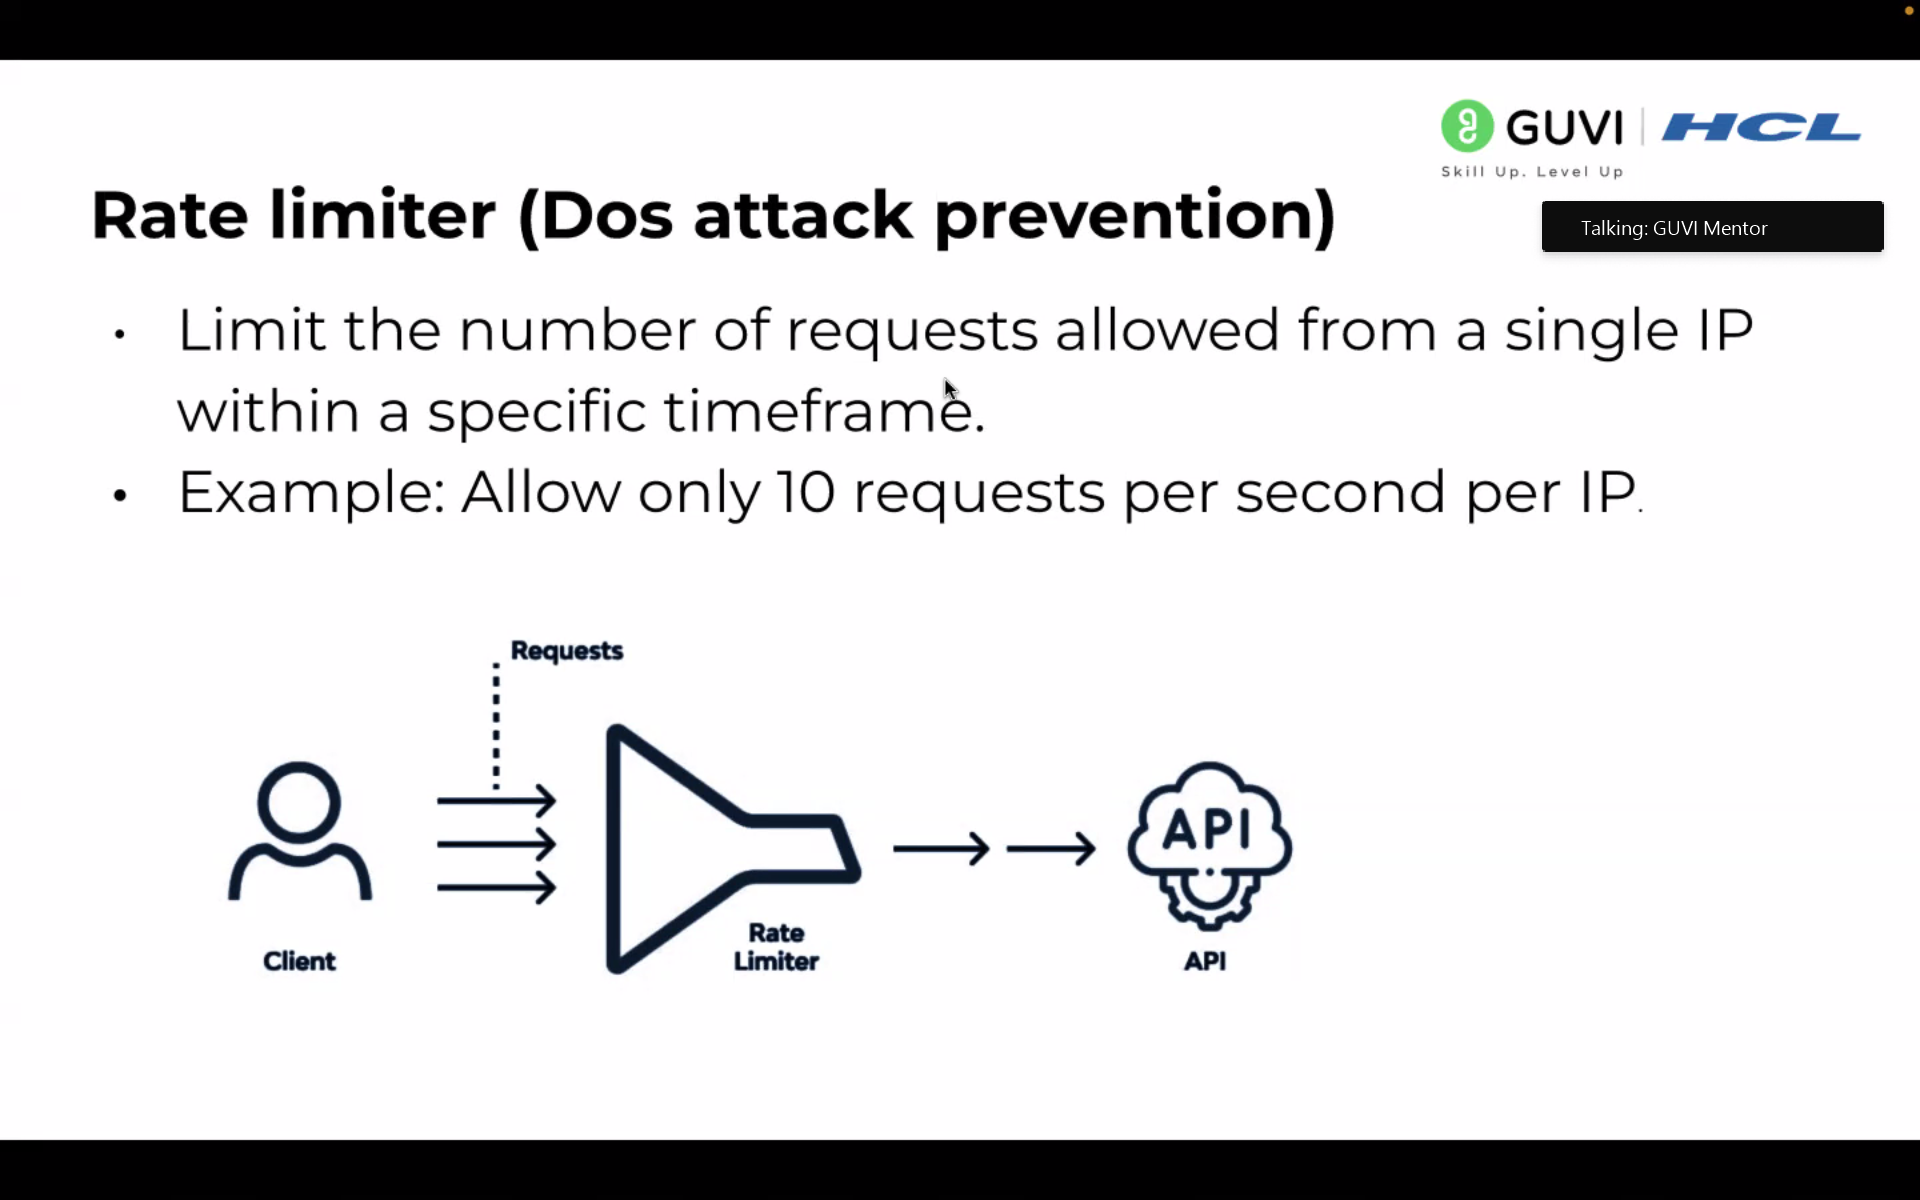 GUVI | HCL
Skill Up. Level Up
Rate limiter (Dos attack prevention)
Talking: GUVI Mentor
• Limit the number of requests allowed from a single IP
within a specific timeframe.
• Example: Allow only 10 requests per second per IP.
Requests
API
Rate
Limiter
Client
API